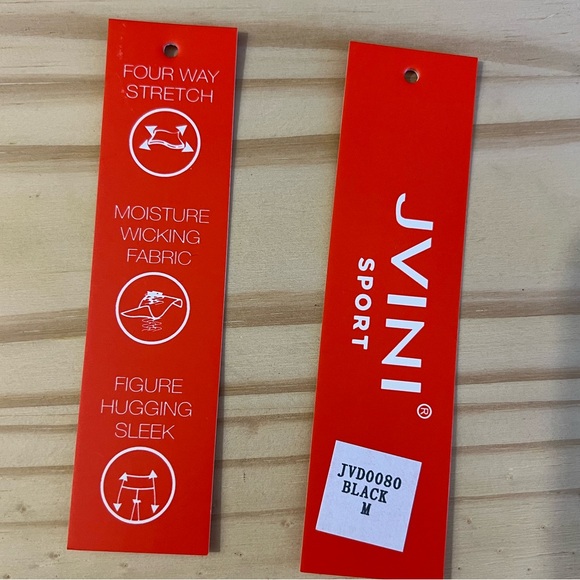 FOUR WAY
STRETCH
MOISTURE
WICKING
FABRIC
FIGURE
HUGGING
SLEEK
JVINI®
SPORT
JVD0080
BLACK
M